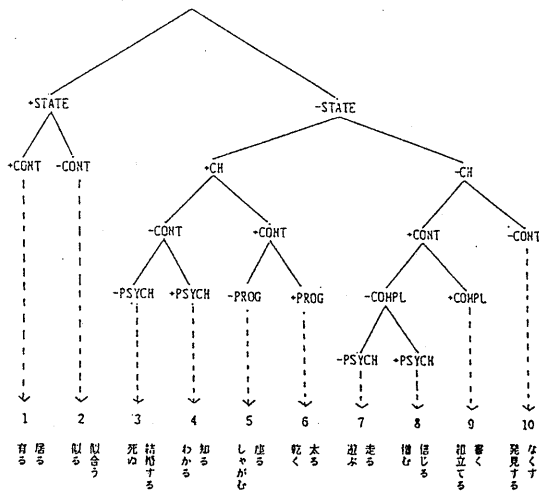 +STATE -STATE
+CONT -CONT +CH -CH
-CONT +CONT +CONT -CONT
-PSYCH +PSYCH -PROG +PROG -COMPL +COMPL
-PSYCH +PSYCH
1 2 3 4 5 6 7 8 9 10
居る
有る
似合う
似る
結婚する
死ぬ
知る
わかる
座る
しゃがむ
太る
乾く
走る
遊ぶ
信じる
憎む
書く
組立てる
なくす
発見する